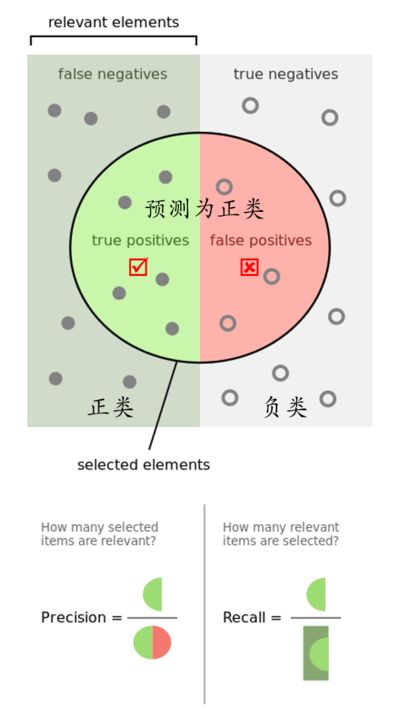 relevant elements
false negatives
true negatives
预测为正类
true positives
false positives
正类
负类
selected elements
How many selected
items are relevant?
How many relevant
items are selected?
Precision =
Recall =